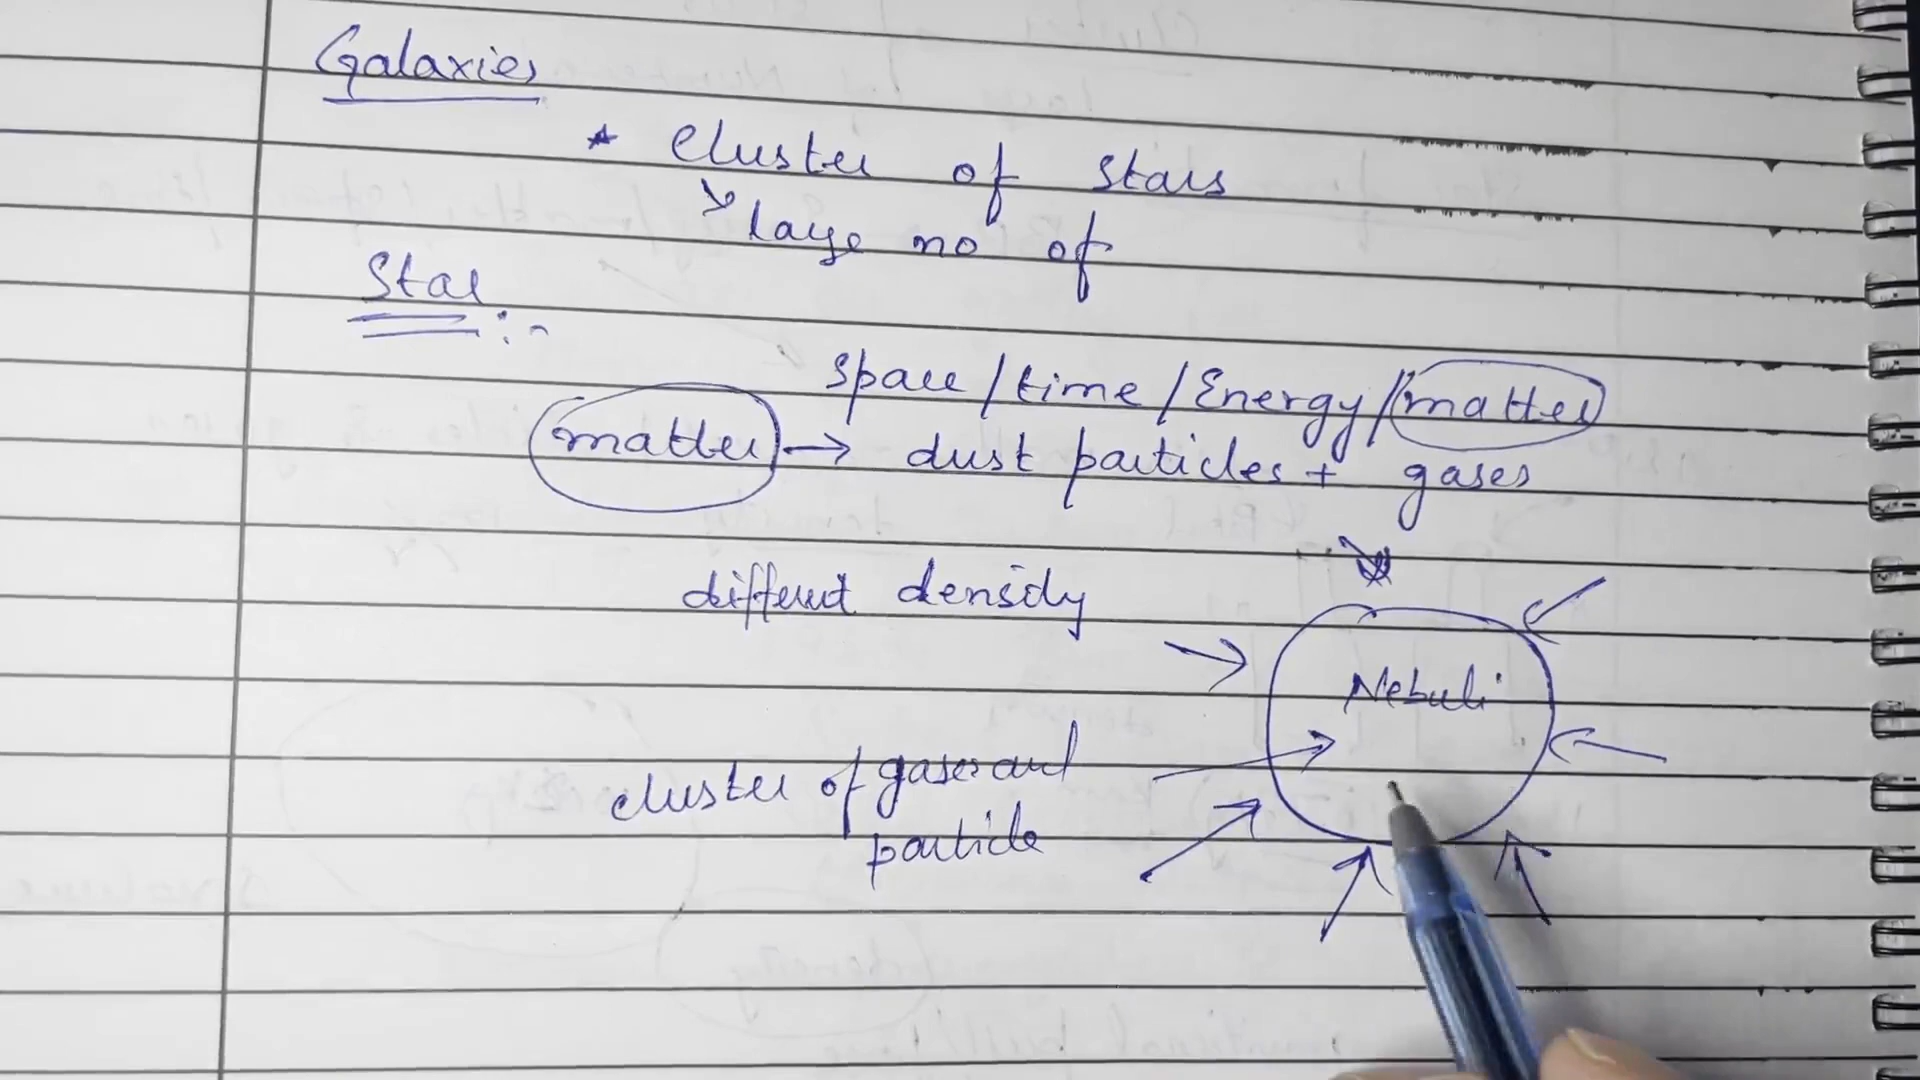 Galaxies
* cluster of stars
large no of
Star :-
space/time/Energy/matter
matter → dust particles + gases
different density
Nebuli
cluster of gases and
particle